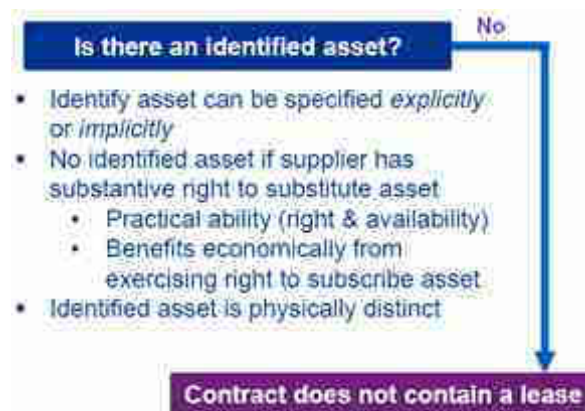 No
Is there an identified asset?
▪ Identify asset can be specified explicitly
or implicitly
▪ No identified asset if supplier has
substantive right to substitute asset
• Practical ability (right & availability)
• Benefits economically from
exercising right to subscribe asset
▪ Identified asset is physically distinct
Contract does not contain a lease